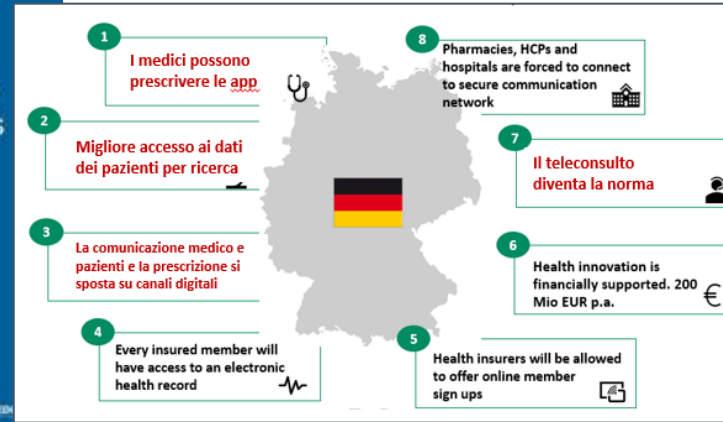 1
I medici possono
prescrivere le app
2
Migliore accesso ai dati
dei pazienti per ricerca
3
La comunicazione medico e
pazienti e la prescrizione si
sposta su canali digitali
4
Every insured member will
have access to an electronic
health record
5
Health insurers will be allowed
to offer online member
sign ups
6
Health innovation is
financially supported. 200
Mio EUR p.a.
€
7
Il teleconsulto
diventa la norma
8
Pharmacies, HCPs and
hospitals are forced to connect
to secure communication
network